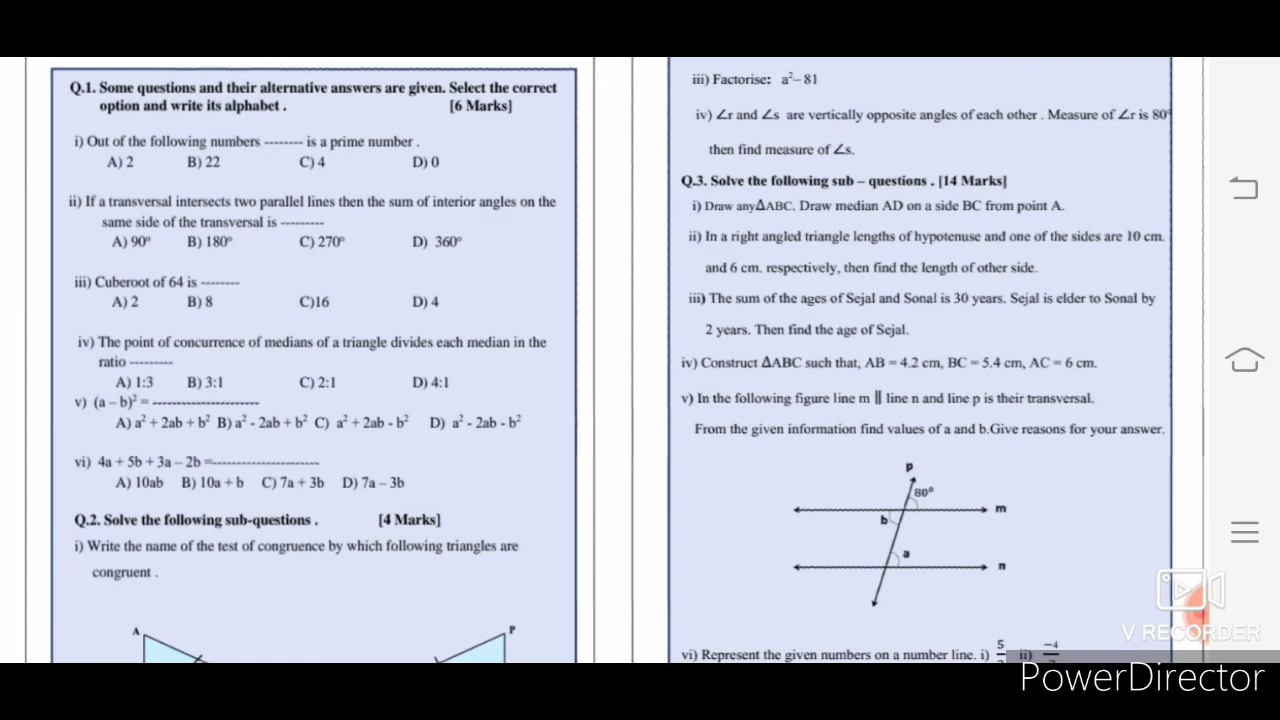 Q.1. Some questions and their alternative answers are given. Select the correct
option and write its alphabet . [6 Marks]
i) Out of the following numbers -------- is a prime number .
A) 2 B) 22 C) 4 D) 0
ii) If a transversal intersects two parallel lines then the sum of interior angles on the
same side of the transversal is ---------
A) 90° B) 180° C) 270° D) 360°
iii) Cuberoot of 64 is --------
A) 2 B) 8 C)16 D) 4
iv) The point of concurrence of medians of a triangle divides each median in the
ratio ---------
A) 1:3 B) 3:1 C) 2:1 D) 4:1
v) (a – b)² = ----------------------
A) a² + 2ab + b² B) a² - 2ab + b² C) a² + 2ab - b² D) a² - 2ab - b²
vi) 4a + 5b + 3a – 2b =----------------------
A) 10ab B) 10a + b C) 7a + 3b D) 7a – 3b
Q.2. Solve the following sub-questions . [4 Marks]
i) Write the name of the test of congruence by which following triangles are
congruent .
A P
iii) Factorise: a² – 81
iv) ∠r and ∠s are vertically opposite angles of each other . Measure of ∠r is 80°
then find measure of ∠s.
Q.3. Solve the following sub – questions . [14 Marks]
i) Draw any∆ABC. Draw median AD on a side BC from point A.
ii) In a right angled triangle lengths of hypotenuse and one of the sides are 10 cm.
and 6 cm. respectively, then find the length of other side.
iii) The sum of the ages of Sejal and Sonal is 30 years. Sejal is elder to Sonal by
2 years. Then find the age of Sejal.
iv) Construct ∆ABC such that, AB = 4.2 cm, BC = 5.4 cm, AC = 6 cm.
v) In the following figure line m ∥ line n and line p is their transversal.
From the given information find values of a and b.Give reasons for your answer.
p
80°
m
b
a
n
vi) Represent the given numbers on a number line. i) 5 ii) –4
V RECORDER
PowerDirector